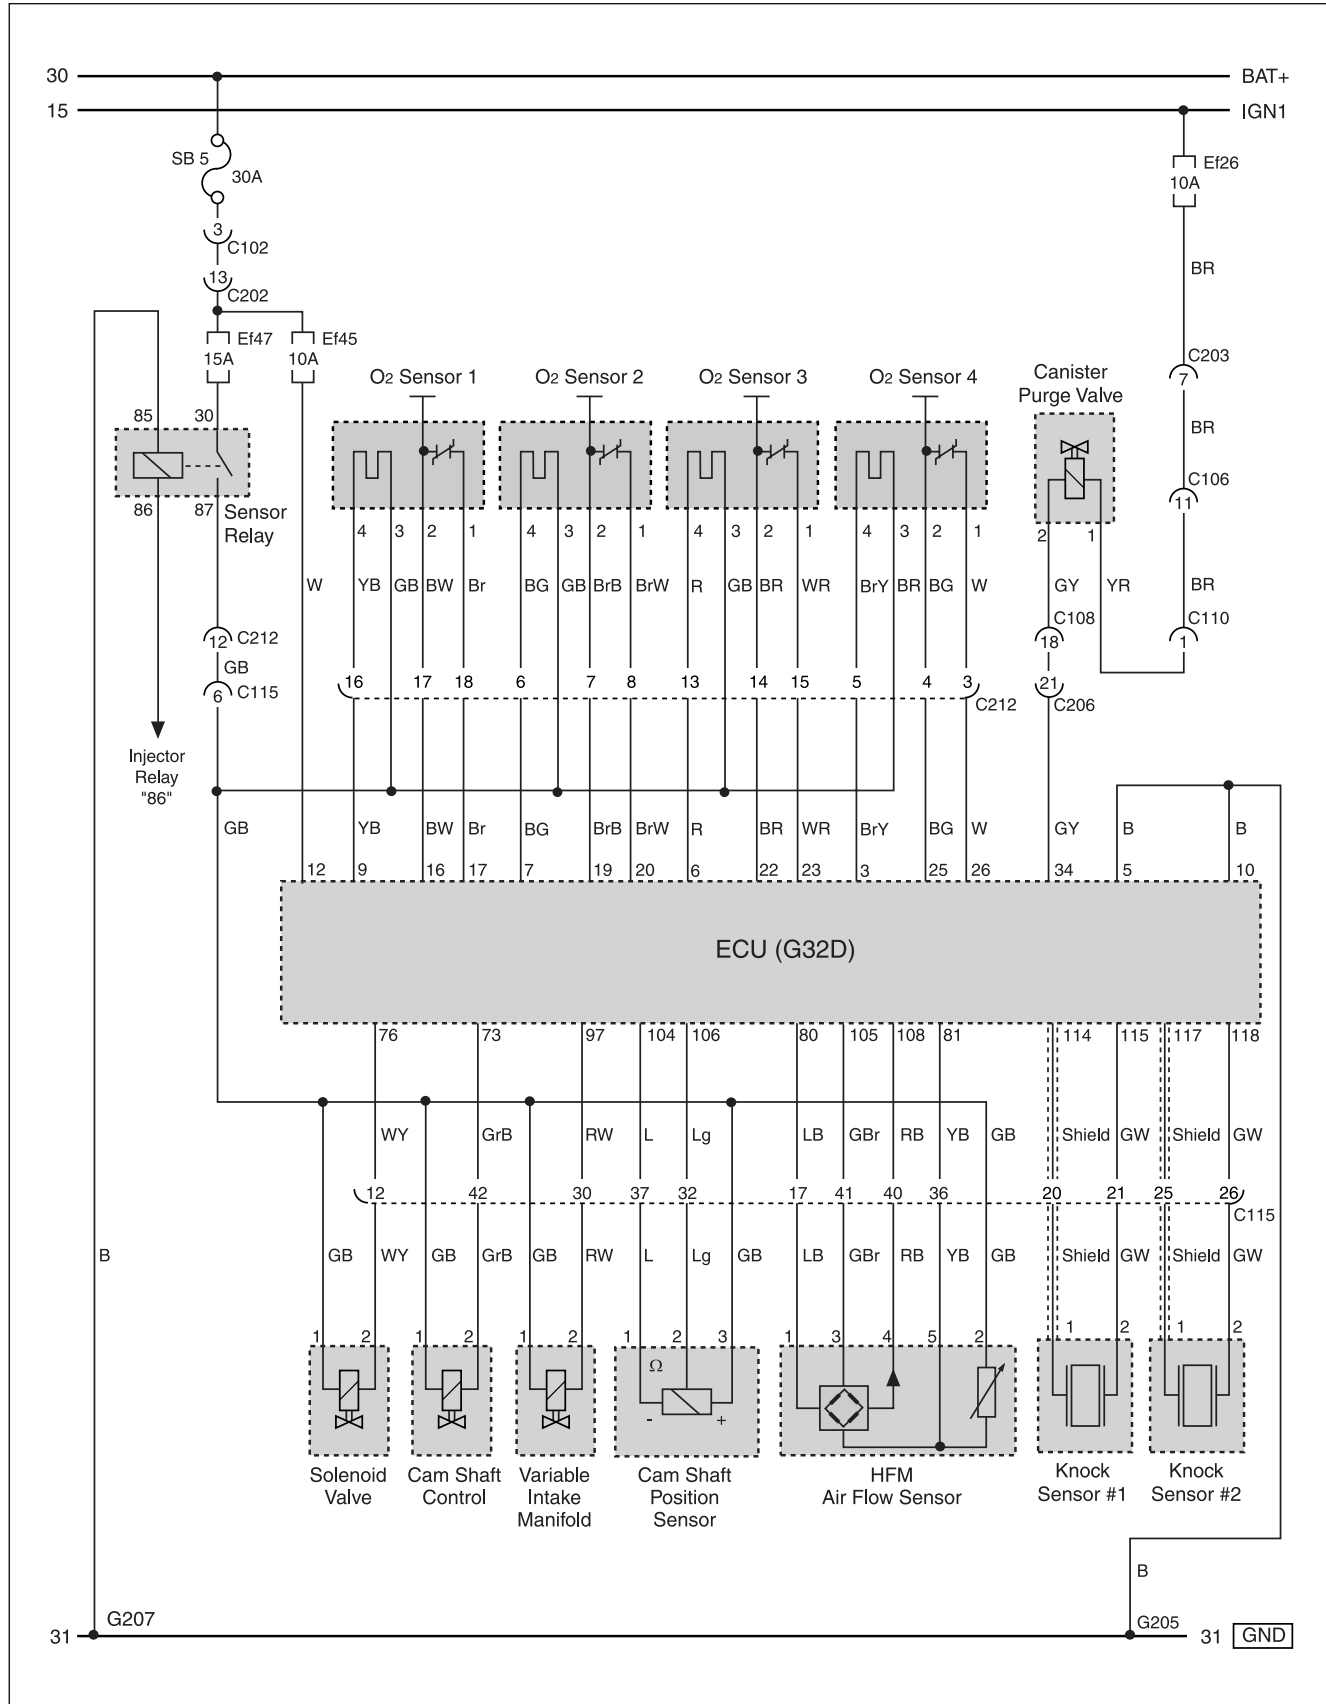 30 BAT+
15 IGN1
SB 5
30A
Ef26
10A
3
C102
13
C202
BR
Ef47
15A
Ef45
10A
C203
7
O2 Sensor 1 O2 Sensor 2 O2 Sensor 3 O2 Sensor 4
Canister
Purge Valve
85 30
BR
C106
11
86 87
Sensor
Relay
4 3 2 1 4 3 2 1 4 3 2 1 4 3 2 1 2 1
W YB GB BW Br BG GB BrB BrW R GB BR WR BrY BR BG W GY YR BR
12 C212
C108
18
C110
1
GB
6 C115
16 17 18 6 7 8 13 14 15 5 4 3
C212
21
C206
Injector
Relay
"86"
GB YB BW Br BG BrB BrW R BR WR BrY BG W GY B B
12 9 16 17 7 19 20 6 22 23 3 25 26 34 5 10
ECU (G32D)
76 73 97 104 106 80 105 108 81 114 115 117 118
WY GrB RW L Lg LB GBr RB YB GB Shield GW Shield GW
12 42 30 37 32 17 41 40 36 20 21 25 26
C115
B GB WY GB GrB GB RW L Lg GB LB GBr RB YB GB Shield GW Shield GW
1 2 1 2 1 2 1 2 3 1 3 4 5 2 1 2 1 2
Ω
- +
Solenoid
Valve
Cam Shaft
Control
Variable
Intake
Manifold
Cam Shaft
Position
Sensor
HFM
Air Flow Sensor
Knock
Sensor #1
Knock
Sensor #2
B
G207
G205
31 31 GND